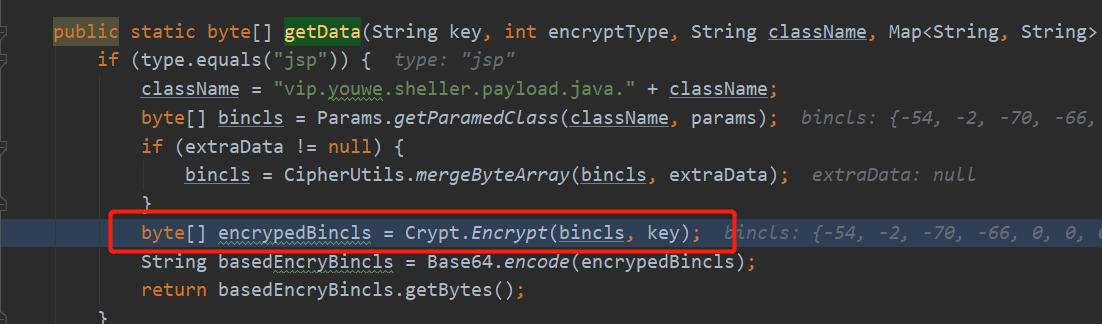 public static byte[] getData(String key, int encryptType, String className, Map<String, String>
if (type.equals("jsp")) { type: "jsp"
className = "vip.youwe.sheller.payload.java." + className;
byte[] bincls = Params.getParamedClass(className, params); bincls: {-54, -2, -70, -66,
if (extraData != null) {
bincls = CipherUtils.mergeByteArray(bincls, extraData); extraData: null
}
byte[] encrypedBincls = Crypt.Encrypt(bincls, key); bincls: {-54, -2, -70, -66, 0, 0, 0
String basedEncryBincls = Base64.encode(encrypedBincls);
return basedEncryBincls.getBytes();
}